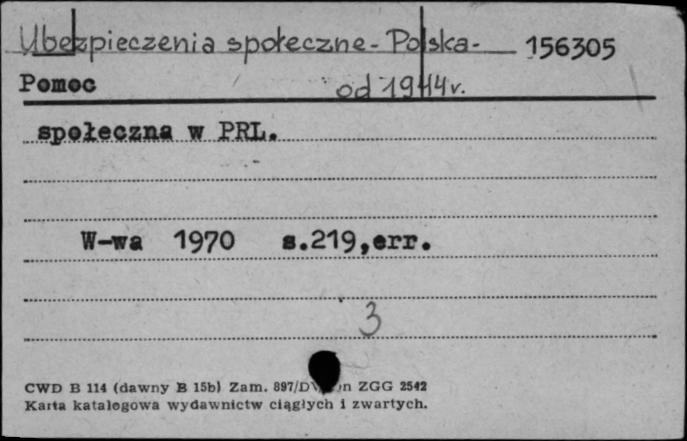 Ubezpieczenia społeczne - Polska - 156305
Pomoc od 1944r.
społeczna w PRL.
W-wa 1970 s.219,err.
3
CWD B 114 (dawny B 15b) Zam. 897/D ZGG 2542
Karta katalogowa wydawnictw ciągłych i zwartych.